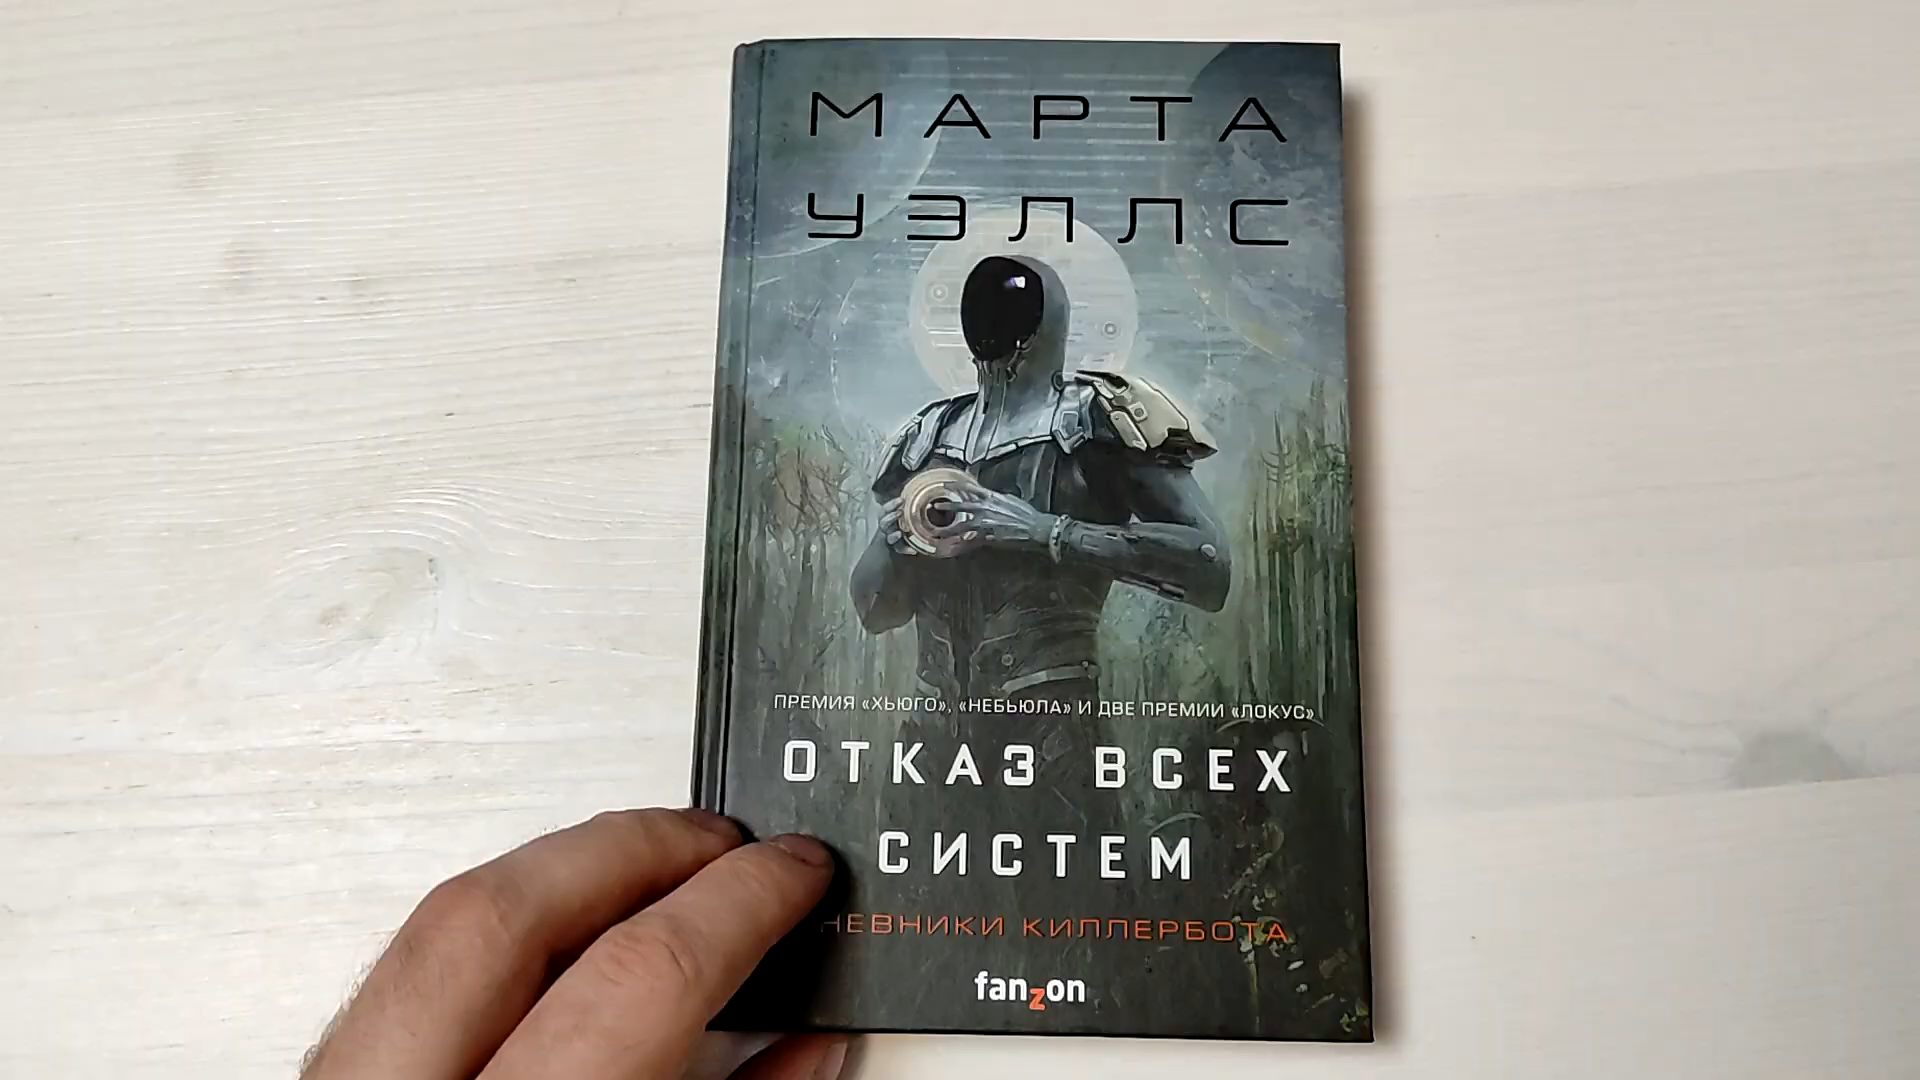 МАРТА
УЭЛЛС
ПРЕМИЯ «ХЬЮГО», «НЕБЬЮЛА» И ДВЕ ПРЕМИИ «ЛОКУС»
ОТКАЗ ВСЕХ
СИСТЕМ
НЕВНИКИ КИЛЛЕРБОТА
fanzon